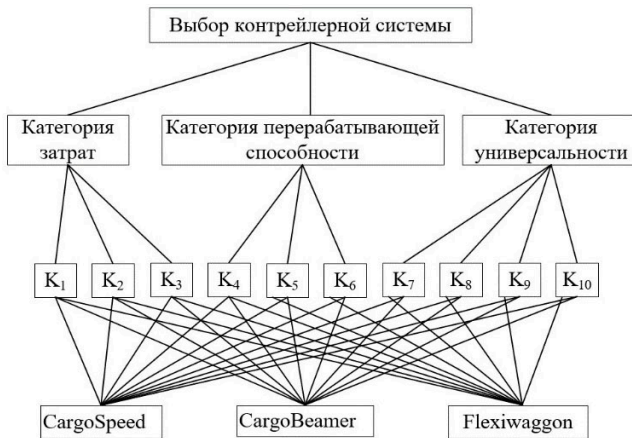 Выбор контрейлерной системы
Категория
затрат
Категория перерабатывающей
способности
Категория
универсальности
K₁ K₂ K₃ K₄ K₅ K₆ K₇ K₈ K₉ K₁₀
CargoSpeed CargoBeamer Flexiwaggon